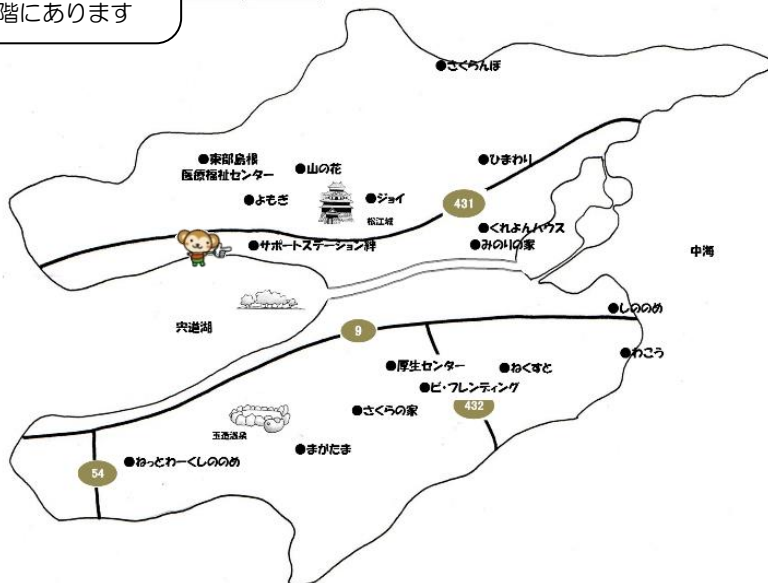 階にあります
●さくらんぼ
●東部島根
医療福祉センター
●山の花
●ひまわり
●よもぎ
●ジョイ
松江城
431
●くれよんハウス
●みのりの家
●サポートステーション絆
中海
宍道湖
●しののめ
9
●わこう
●厚生センター
●ねくすと
●ビ・フレンディング
432
●さくらの家
玉造温泉
●まがたま
●ねっとわーくしののめ
54